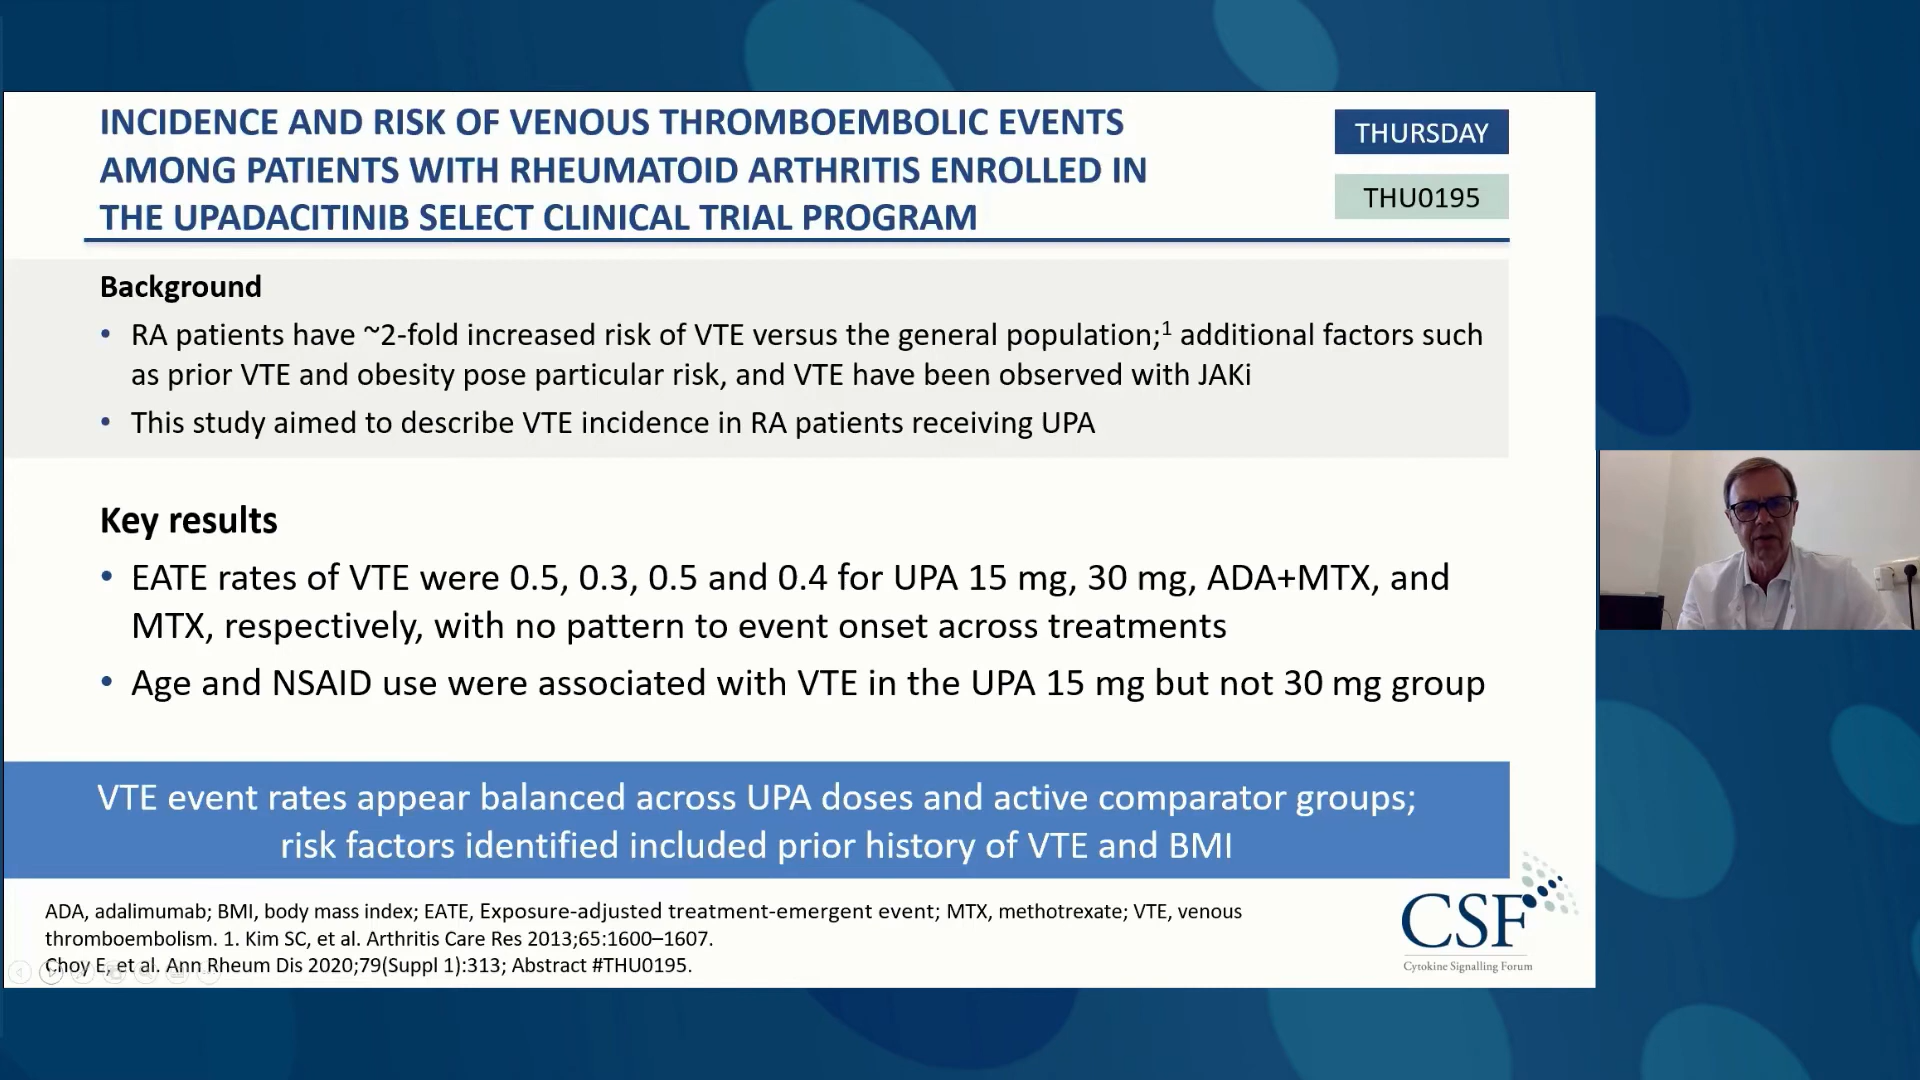 INCIDENCE AND RISK OF VENOUS THROMBOEMBOLIC EVENTS
AMONG PATIENTS WITH RHEUMATOID ARTHRITIS ENROLLED IN
THE UPADACITINIB SELECT CLINICAL TRIAL PROGRAM
THURSDAY
THU0195
Background
• RA patients have ~2-fold increased risk of VTE versus the general population;¹ additional factors such
as prior VTE and obesity pose particular risk, and VTE have been observed with JAKi
• This study aimed to describe VTE incidence in RA patients receiving UPA
Key results
• EATE rates of VTE were 0.5, 0.3, 0.5 and 0.4 for UPA 15 mg, 30 mg, ADA+MTX, and
MTX, respectively, with no pattern to event onset across treatments
• Age and NSAID use were associated with VTE in the UPA 15 mg but not 30 mg group
VTE event rates appear balanced across UPA doses and active comparator groups;
risk factors identified included prior history of VTE and BMI
ADA, adalimumab; BMI, body mass index; EATE, Exposure-adjusted treatment-emergent event; MTX, methotrexate; VTE, venous
thromboembolism. 1. Kim SC, et al. Arthritis Care Res 2013;65:1600–1607.
Choy E, et al. Ann Rheum Dis 2020;79(Suppl 1):313; Abstract #THU0195.
CSF
Cytokine Signalling Forum